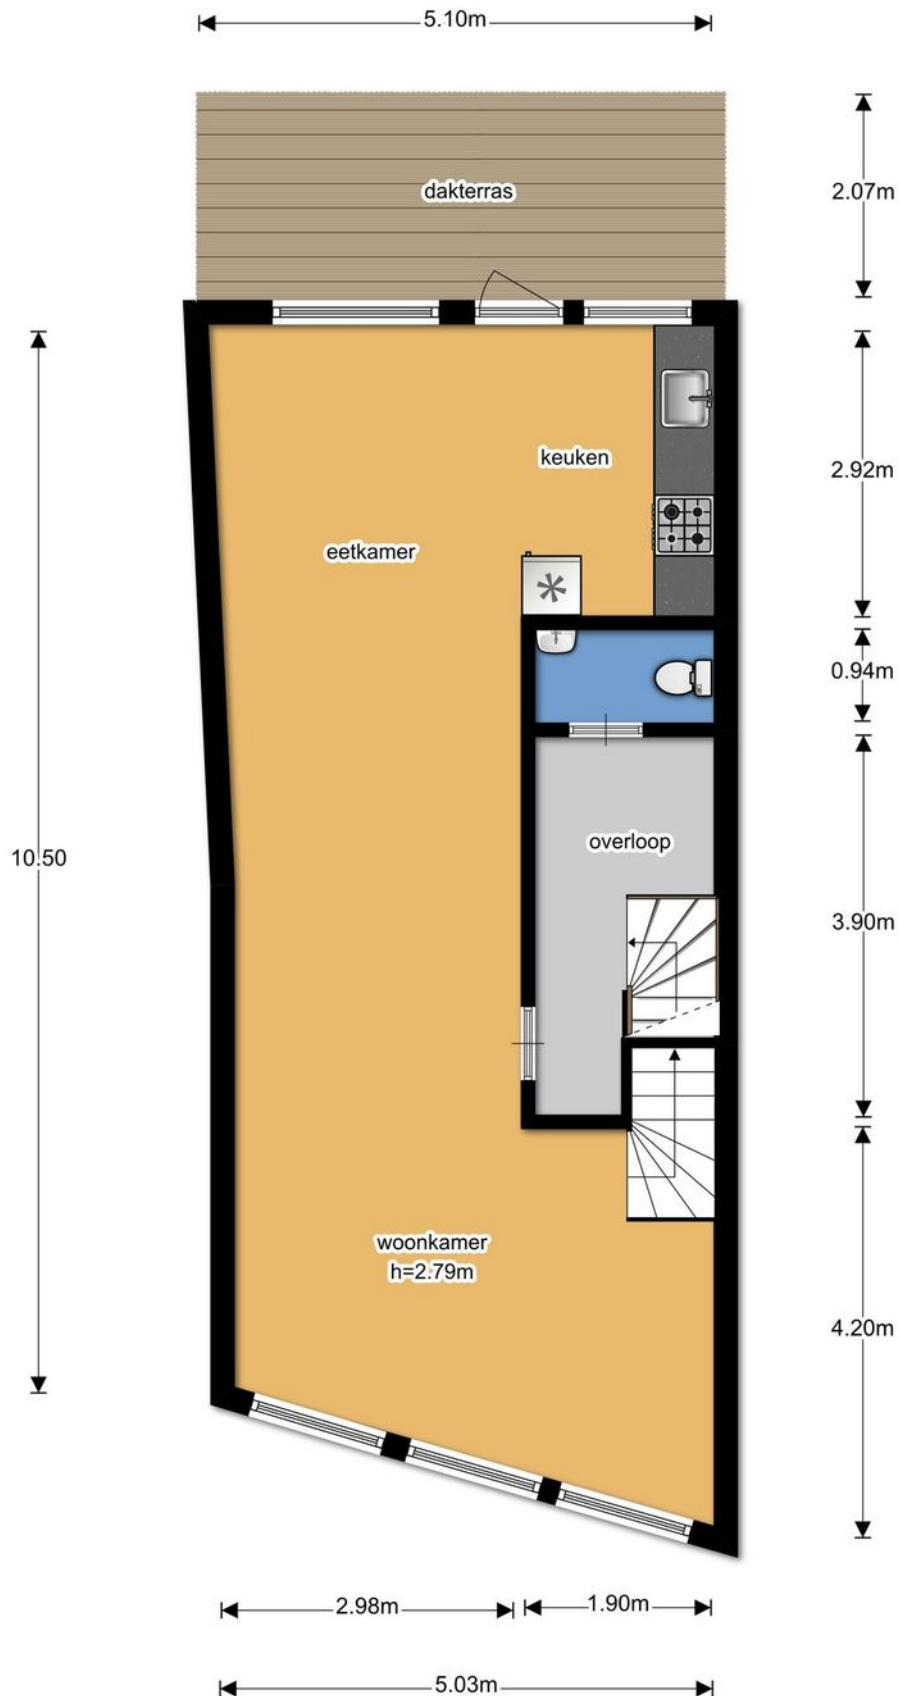 5.10m
dakterras
2.07m
keuken
2.92m
eetkamer
0.94m
overloop
10.50
3.90m
woonkamer
h=2.79m
4.20m
2.98m
1.90m
5.03m